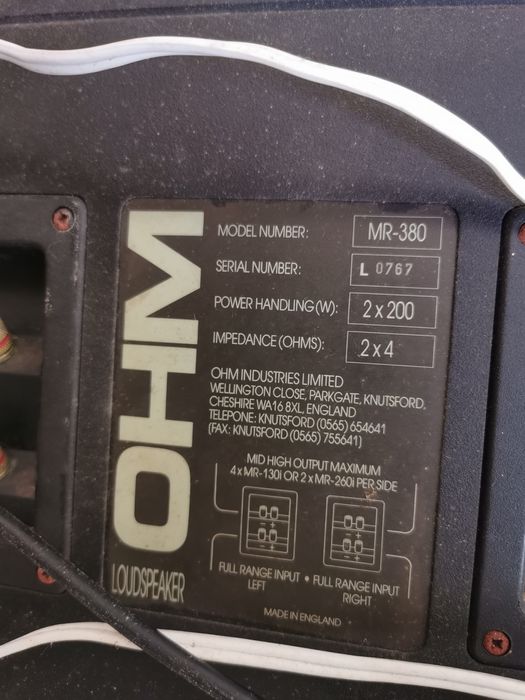 OHM
LOUDSPEAKER
MODEL NUMBER: MR-380
SERIAL NUMBER: L 0767
POWER HANDLING (W): 2 x 200
IMPEDANCE (OHMS): 2 x 4
OHM INDUSTRIES LIMITED
WELLINGTON CLOSE, PARKGATE, KNUTSFORD,
CHESHIRE WA16 8XL, ENGLAND
TELEPONE: KNUTSFORD (0565) 654641
(FAX: KNUTSFORD (0565) 755641)
MID HIGH OUTPUT MAXIMUM
4 x MR-130i OR 2 x MR-260i PER SIDE
- +
- +
- +
- +
FULL RANGE INPUT LEFT • FULL RANGE INPUT RIGHT
MADE IN ENGLAND